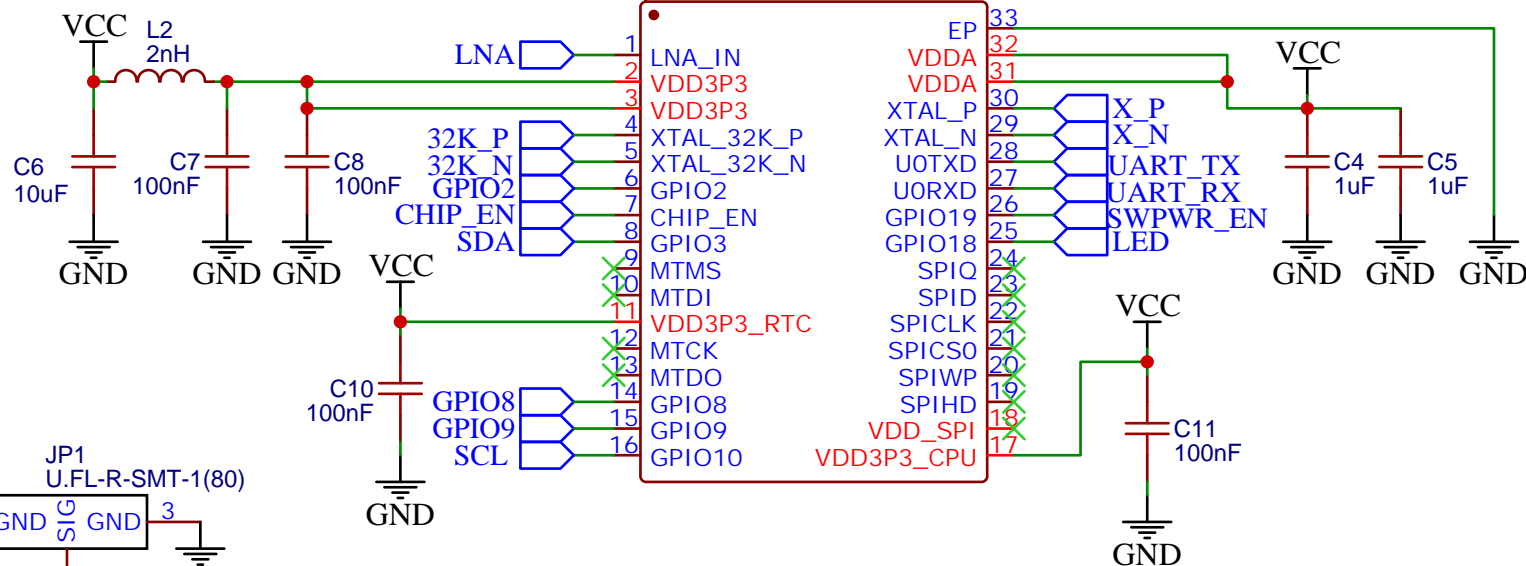 VCC
L2
2nH
C6
10uF
C7
100nF
C8
100nF
GND
GND
GND
LNA
32K_P
32K_N
GPIO2
CHIP_EN
SDA
VCC
C10
100nF
GND
GPIO8
GPIO9
SCL
1 LNA_IN
2 VDD3P3
3 VDD3P3
4 XTAL_32K_P
5 XTAL_32K_N
6 GPIO2
7 CHIP_EN
8 GPIO3
9 MTMS
10 MTDI
11 VDD3P3_RTC
12 MTCK
13 MTDO
14 GPIO8
15 GPIO9
16 GPIO10
EP 33
VDDA 32
VDDA 31
XTAL_P 30
XTAL_N 29
U0TXD 28
U0RXD 27
GPIO19 26
GPIO18 25
SPIQ 24
SPID 23
SPICLK 22
SPICS0 21
SPIWP 20
SPIHD 19
VDD_SPI 18
VDD3P3_CPU 17
X_P
X_N
UART_TX
UART_RX
SWPWR_EN
LED
VCC
C4
1uF
C5
1uF
GND
GND
GND
VCC
C11
100nF
GND
JP1
U.FL-R-SMT-1(80)
GND SIG GND 3